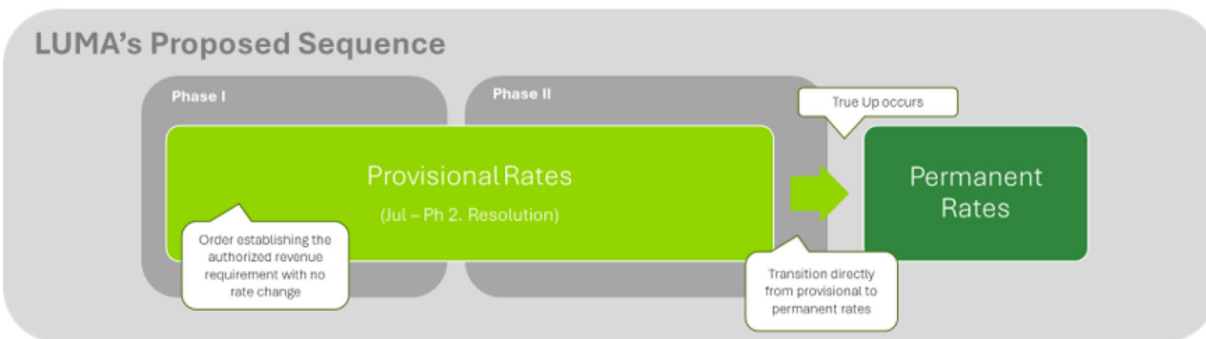 LUMA's Proposed Sequence
Phase I
Phase II
True Up occurs
Provisional Rates
(Jul – Ph 2. Resolution)
Permanent
Rates
Order establishing the
authorized revenue
requirement with no
rate change
Transition directly
from provisional to
permanent rates